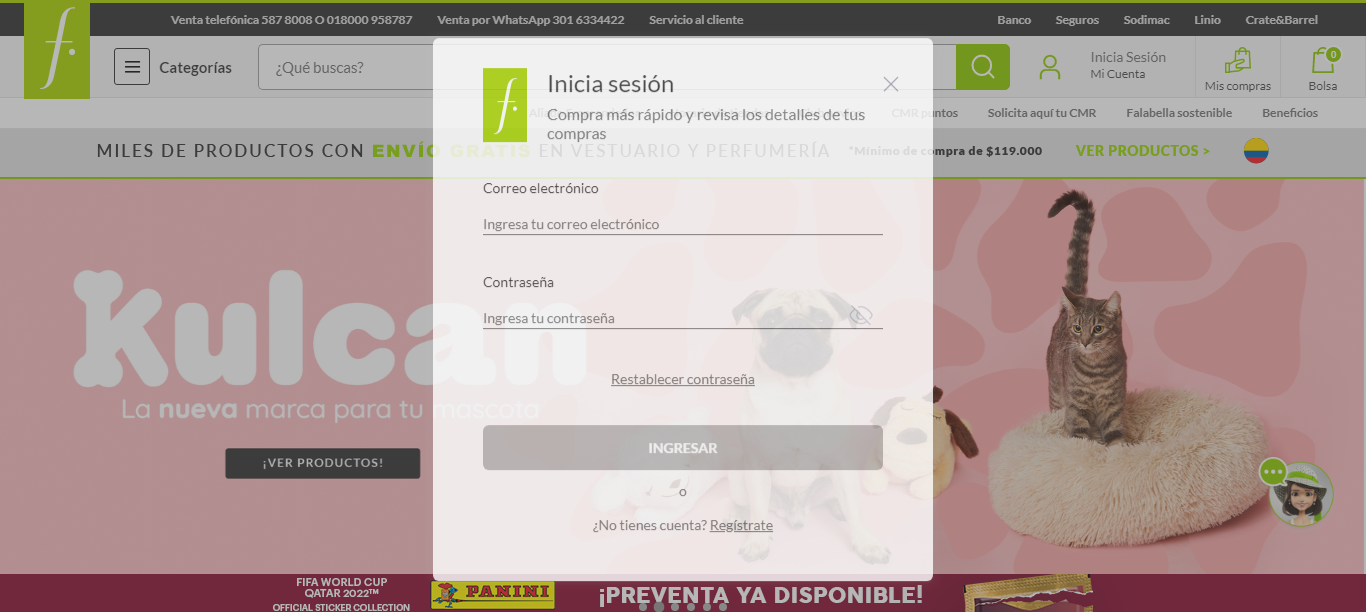 Venta telefónica 587 8008 O 018000 958787 Venta por WhatsApp 301 6334422 Servicio al cliente Banco Seguros Sodimac Linio Crate&Barrel
f.
Categorías
¿Qué buscas?
Inicia Sesión
Mi Cuenta
Mis compras
0
Bolsa
CMR puntos Solicita aquí tu CMR Falabella sostenible Beneficios
MILES DE PRODUCTOS CON ENVÍO GRATIS EN VESTUARIO Y PERFUMERÍA *Mínimo de compra de $119.000 VER PRODUCTOS >
f.
Inicia sesión
Compra más rápido y revisa los detalles de tus
compras
Correo electrónico
Ingresa tu correo electrónico
Contraseña
Ingresa tu contraseña
Restablecer contraseña
INGRESAR
o
¿No tienes cuenta? Regístrate
Kulcan
La nueva marca para tu mascota
¡VER PRODUCTOS!
FIFA WORLD CUP
QATAR 2022™
OFFICIAL STICKER COLLECTION
PANINI
¡PREVENTA YA DISPONIBLE!